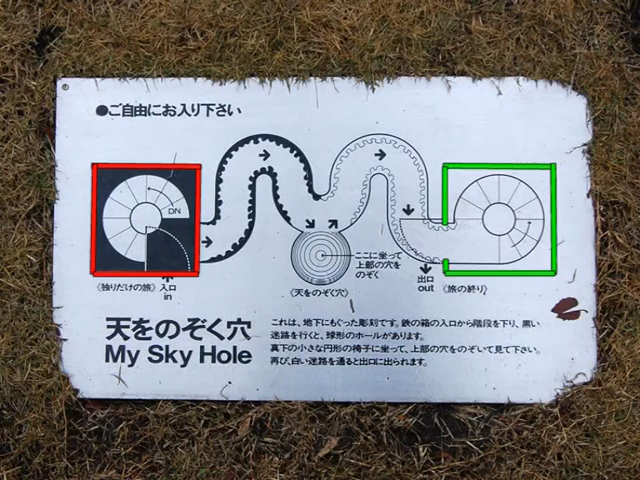 ®
●ご自由にお入り下さい
DN
ここに坐って
上部の穴を
のぞく
《独りだけの旅》
入口
in
《天をのぞく穴》
出口
out
《旅の終り》
天をのぞく穴
My Sky Hole
これは、地下にもぐった彫刻です。鉄の箱の入口から階段を下り、黒い
迷路を行くと、球形のホールがあります。
真下の小さな円形の椅子に坐って、上部の穴をのぞいて見て下さい。
再び、白い迷路を通ると出口に出られます。